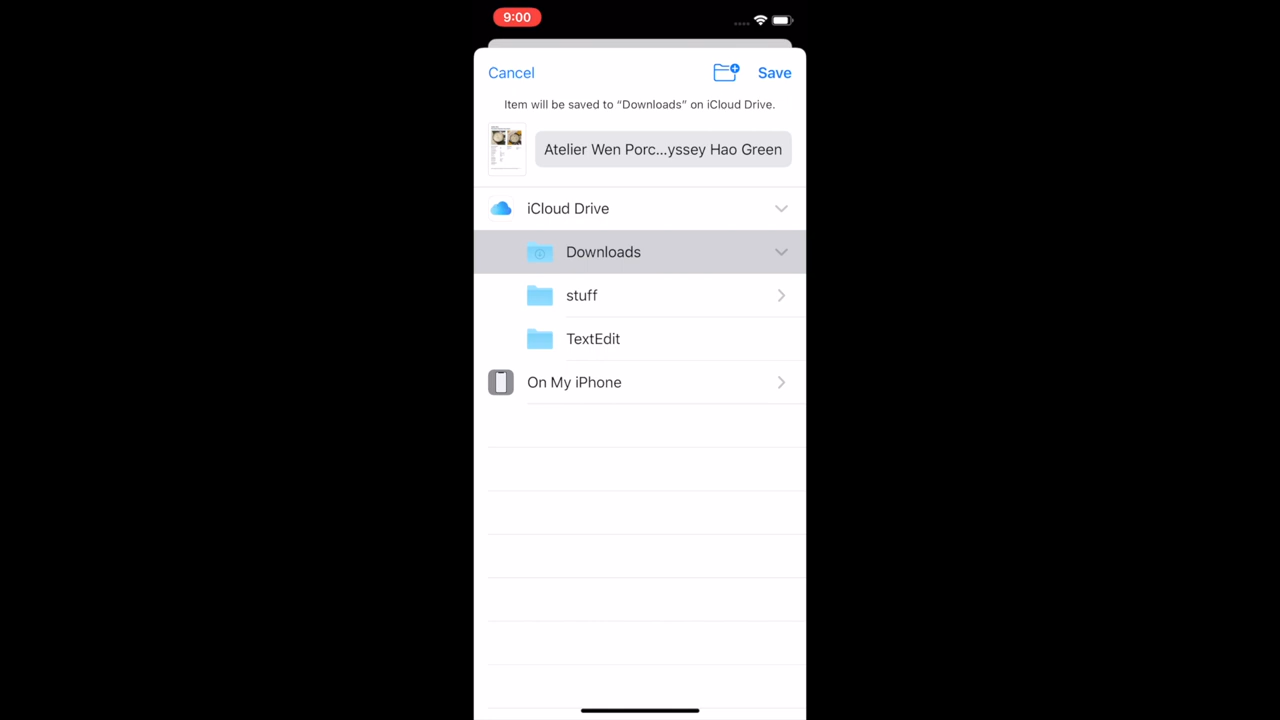 9:00
Cancel
Save
Item will be saved to “Downloads” on iCloud Drive.
Atelier Wen Porc...yssey Hao Green
iCloud Drive
Downloads
stuff
TextEdit
On My iPhone